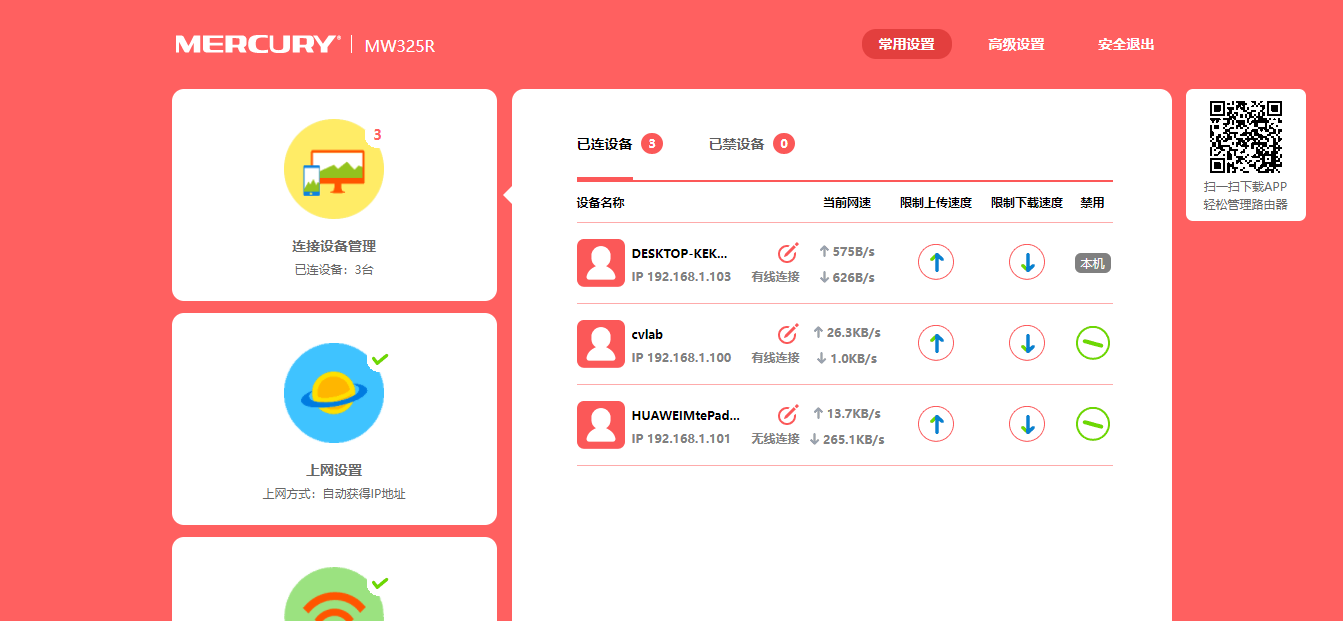 MERCURY MW325R
常用设置 高级设置 安全退出
3
连接设备管理
已连设备：3台
上网设置
上网方式：自动获得IP地址
已连设备 3 已禁设备 0
设备名称 当前网速 限制上传速度 限制下载速度 禁用
DESKTOP-KEK... 575B/s
IP 192.168.1.103 有线连接 626B/s 本机
cvlab 26.3KB/s
IP 192.168.1.100 有线连接 1.0KB/s
HUAWEIMtePad... 13.7KB/s
IP 192.168.1.101 无线连接 265.1KB/s
扫一扫下载APP
轻松管理路由器